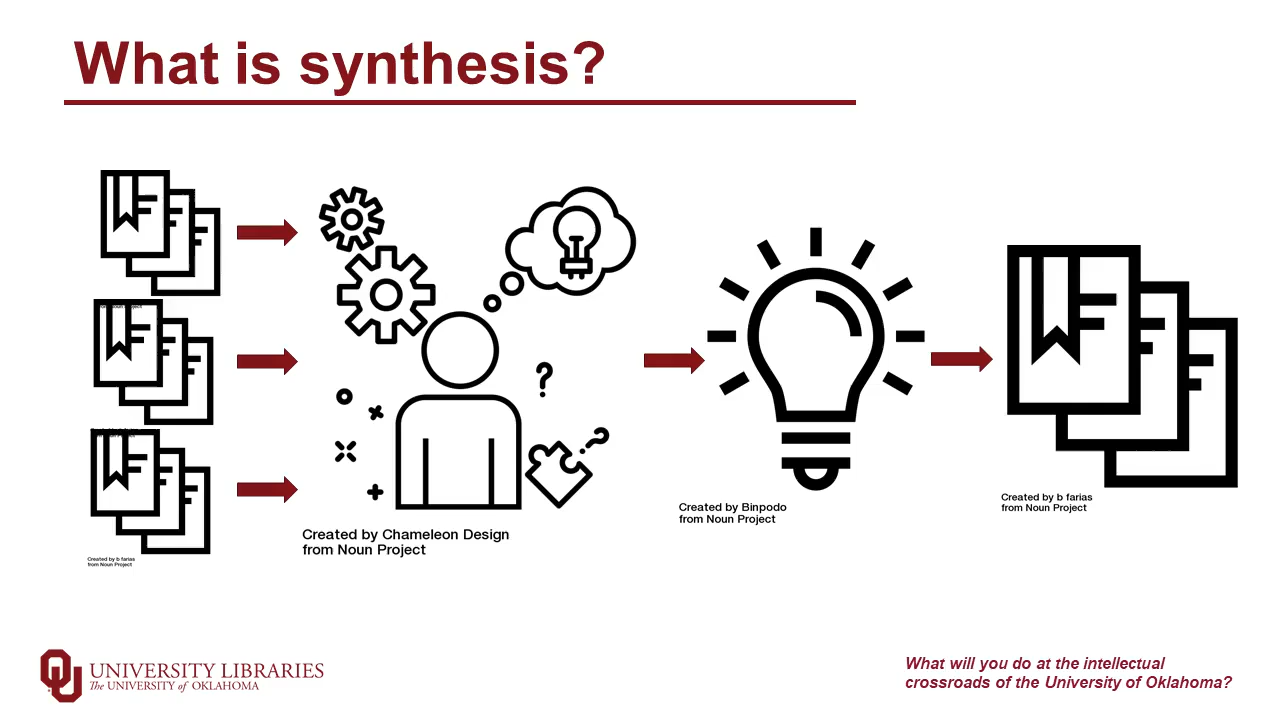 What is synthesis?
Created by b farias
from Noun Project
Created by Chameleon Design
from Noun Project
Created by Binpodo
from Noun Project
Created by b farias
from Noun Project
OU
UNIVERSITY LIBRARIES
The UNIVERSITY of OKLAHOMA
What will you do at the intellectual
crossroads of the University of Oklahoma?